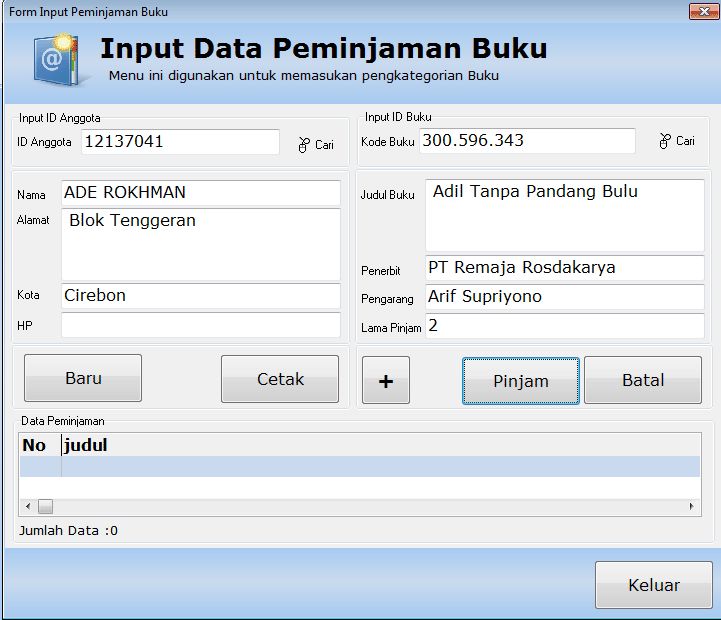 Form Input Peminjaman Buku
Input Data Peminjaman Buku
Menu ini digunakan untuk memasukan pengkategorian Buku
Input ID Anggota
ID Anggota 12137041 Cari
Input ID Buku
Kode Buku 300.596.343 Cari
Nama ADE ROKHMAN
Alamat Blok Tenggeran
Kota Cirebon
HP
Judul Buku Adil Tanpa Pandang Bulu
Penerbit PT Remaja Rosdakarya
Pengarang Arif Supriyono
Lama Pinjam 2
Baru Cetak + Pinjam Batal
Data Peminjaman
No judul
Jumlah Data :0
Keluar